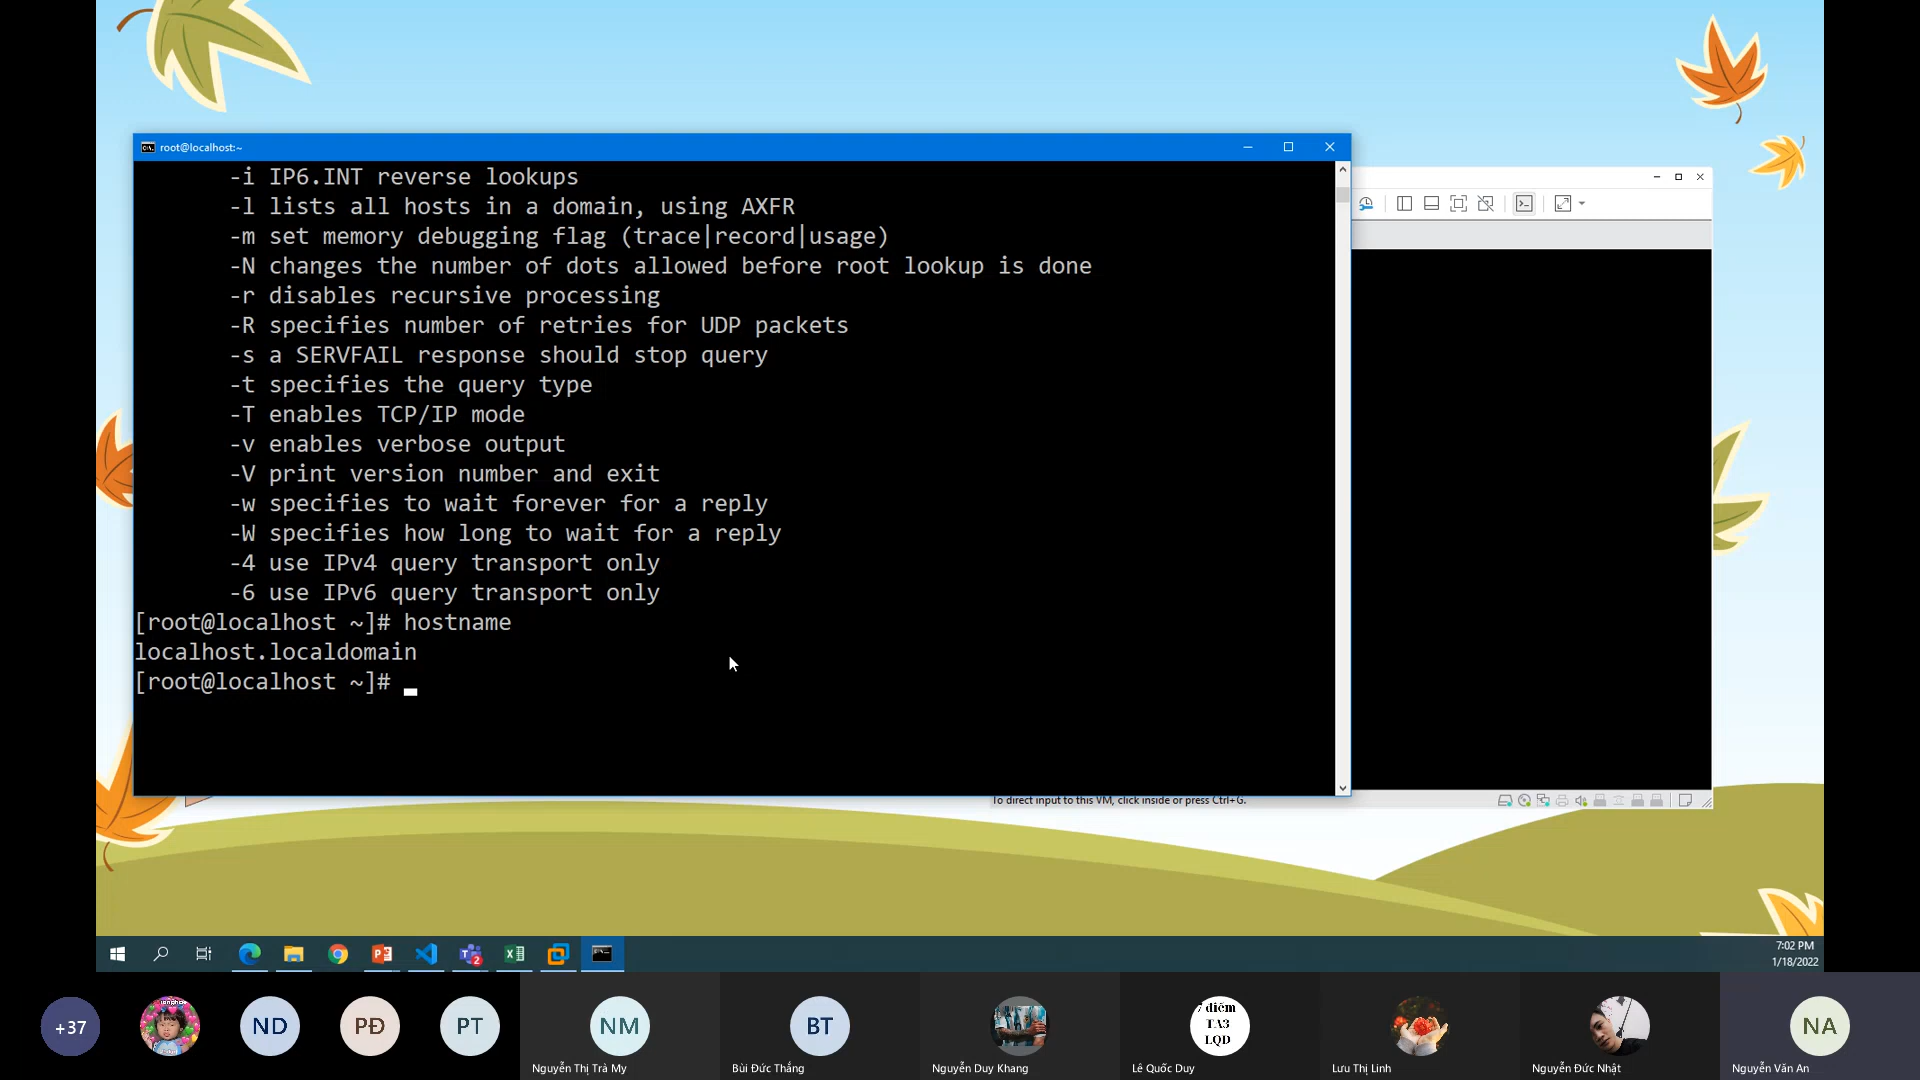 root@localhost:~
-i IP6.INT reverse lookups
-l lists all hosts in a domain, using AXFR
-m set memory debugging flag (trace|record|usage)
-N changes the number of dots allowed before root lookup is done
-r disables recursive processing
-R specifies number of retries for UDP packets
-s a SERVFAIL response should stop query
-t specifies the query type
-T enables TCP/IP mode
-v enables verbose output
-V print version number and exit
-w specifies to wait forever for a reply
-W specifies how long to wait for a reply
-4 use IPv4 query transport only
-6 use IPv6 query transport only
[root@localhost ~]# hostname
localhost.localdomain
[root@localhost ~]#
To direct input to this VM, click inside or press Ctrl+G.
7:02 PM
1/18/2022
+37
ND
PĐ
PT
NM
Nguyễn Thị Trà My
BT
Bùi Đức Thắng
Nguyễn Duy Khang
7 điểm
TA3
LQD
Lê Quốc Duy
Lưu Thị Linh
Nguyễn Đức Nhật
NA
Nguyễn Văn An